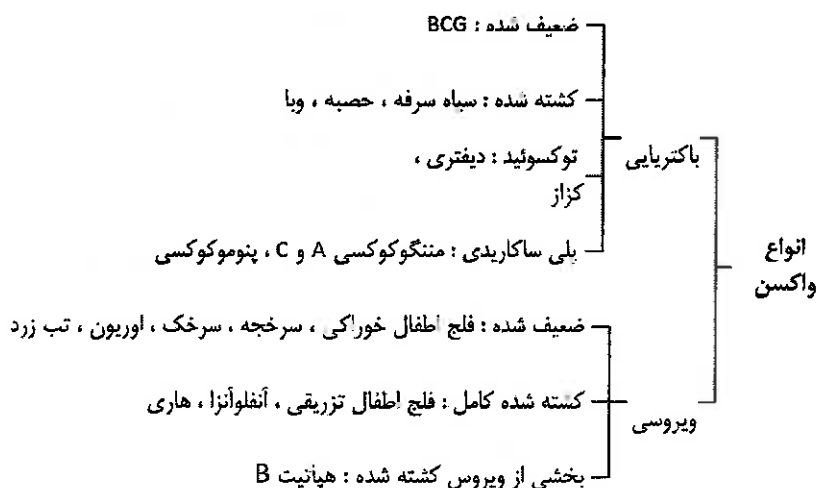 انواع
واکسن
باکتریایی
ضعیف شده : BCG
کشته شده : سیاه سرفه ، حصبه ، وبا
توکسوئید : دیفتری ،
کزاز
پلی ساکاریدی : مننگوکوکسی A و C ، پنوموکوکسی
ویروسی
ضعیف شده : فلج اطفال خوراکی ، سرخجه ، سرخک ، اوریون ، تب زرد
کشته شده کامل : فلج اطفال تزریقی ، آنفلوآنزا ، هاری
بخشی از ویروس کشته شده : هپاتیت B